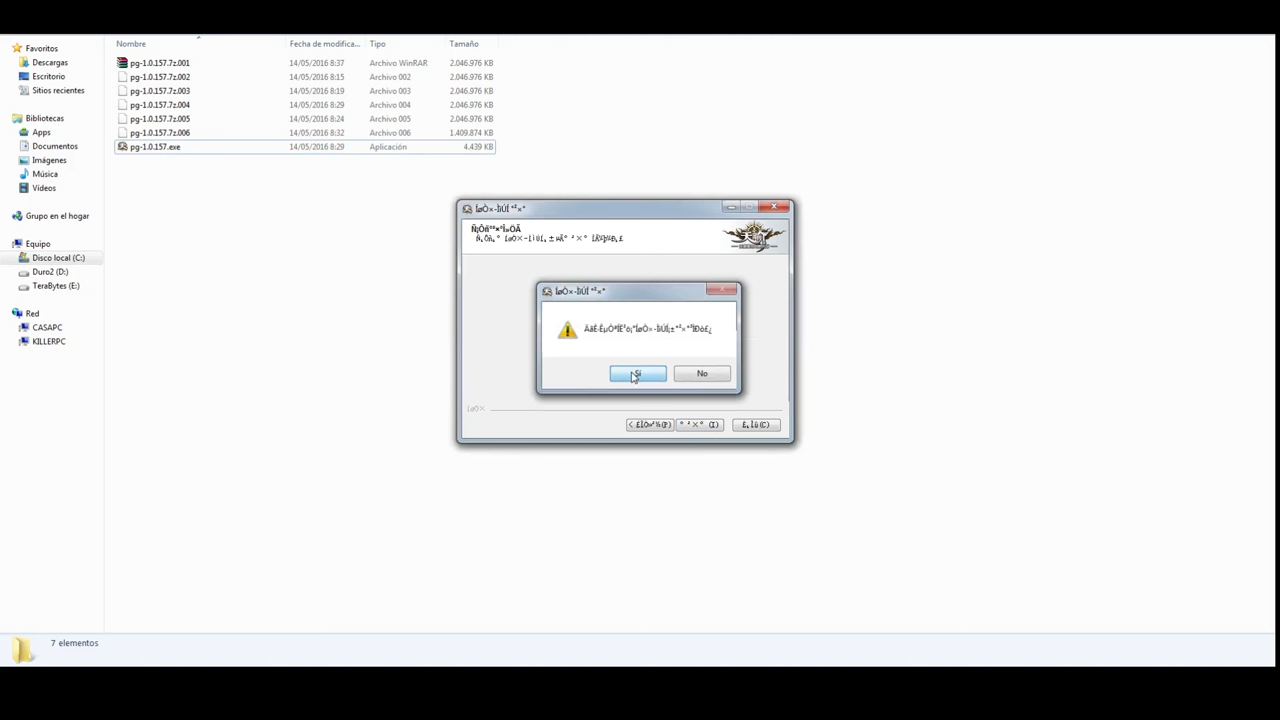 Nombre Fecha de modifica... Tipo Tamaño
Favoritos
Descargas
Escritorio
Sitios recientes
Bibliotecas
Apps
Documentos
Imágenes
Música
Vídeos
Grupo en el hogar
Equipo
Disco local (C:)
Duro2 (D:)
TeraBytes (E:)
Red
CASAPC
KILLERPC
pg-1.0.157.7z.001 14/05/2016 8:37 Archivo WinRAR 2.046.976 KB
pg-1.0.157.7z.002 14/05/2016 8:15 Archivo 002 2.046.976 KB
pg-1.0.157.7z.003 14/05/2016 8:19 Archivo 003 2.046.976 KB
pg-1.0.157.7z.004 14/05/2016 8:29 Archivo 004 2.046.976 KB
pg-1.0.157.7z.005 14/05/2016 8:24 Archivo 005 2.046.976 KB
pg-1.0.157.7z.006 14/05/2016 8:32 Archivo 006 1.409.874 KB
pg-1.0.157.exe 14/05/2016 8:29 Aplicación 4.439 KB
Sí No
7 elementos